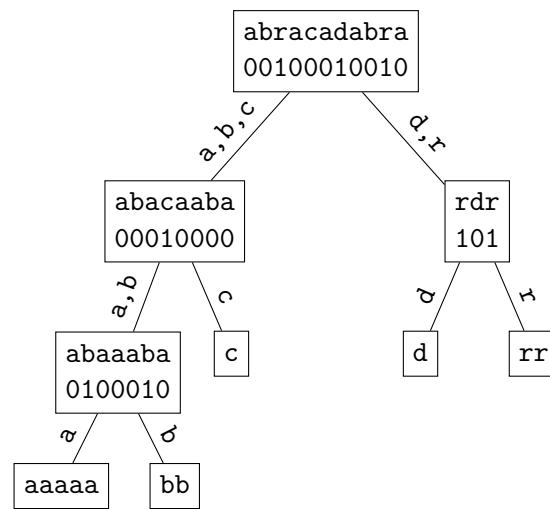 abracadabra
00100010010
a,b,c
d,r
abacaaba
00010000
rdr
101
a,b
c
d
r
abaaaba
0100010
c
d
rr
a
b
aaaaa
bb